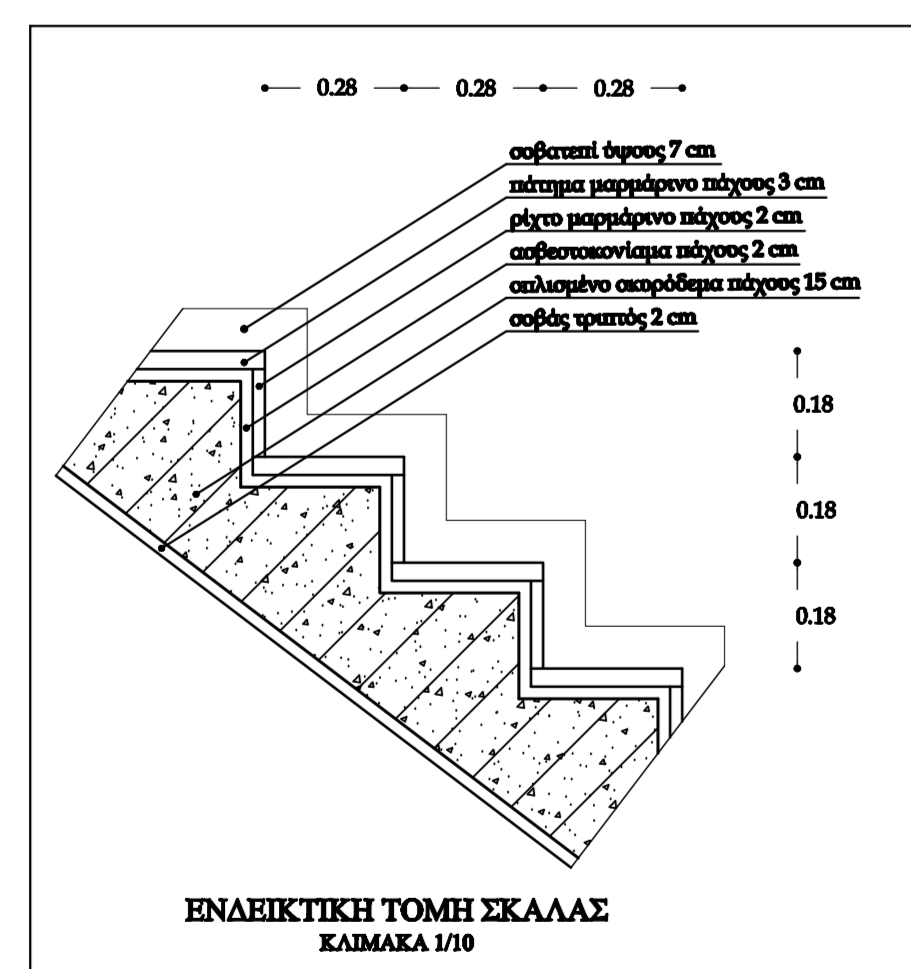 0.28 0.28 0.28
σοβατεπί ύψους 7 cm
πάτημα μαρμάρινο πάχους 3 cm
ρίχτυ μαρμάρινο πάχους 2 cm
ασβεστοκονίαμα πάχους 2 cm
οπλισμένο σκυρόδεμα πάχους 15 cm
σοβάς τριπτός 2 cm
0.18
0.18
0.18
ΕΝΔΕΙΚΤΙΚΗ ΤΟΜΗ ΣΚΑΛΑΣ
ΚΛΙΜΑΚΑ 1/10